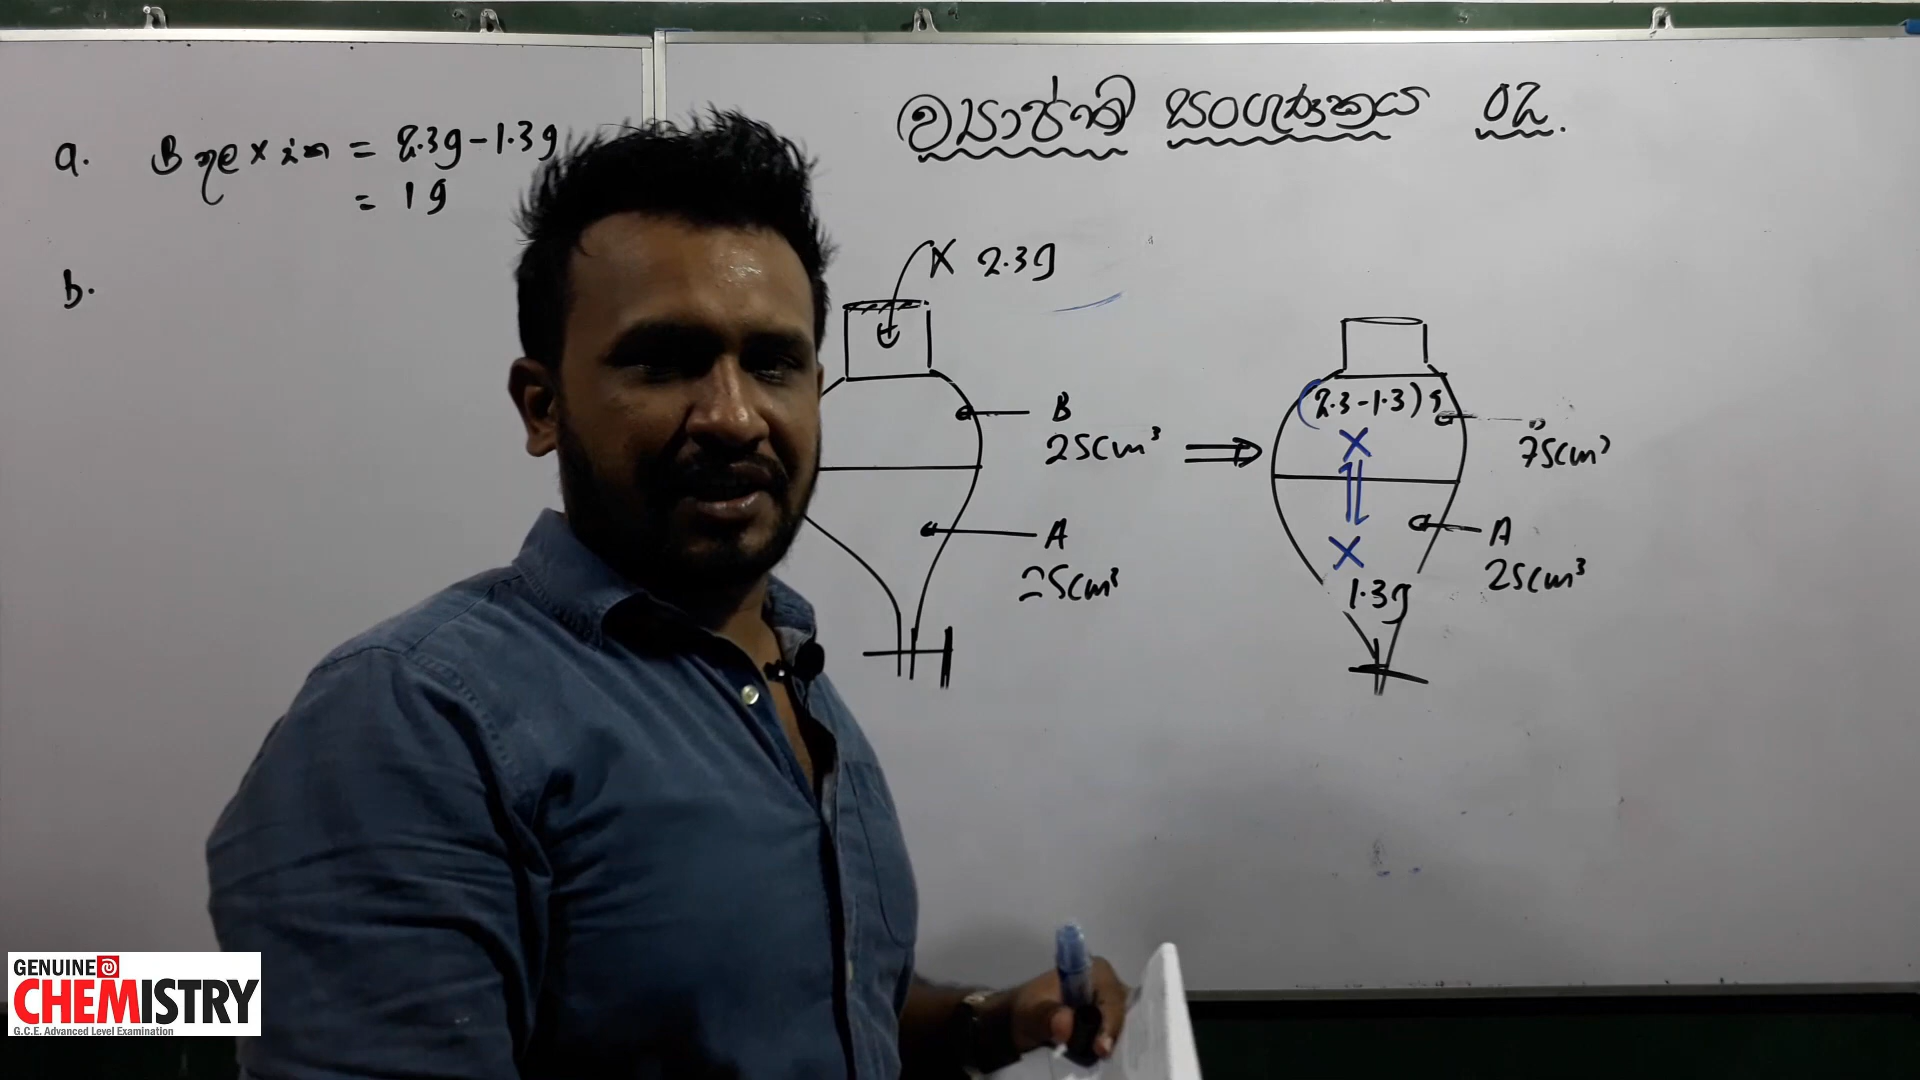 ව්‍යාප්ති සංගුණකය 02.
a. B තුල X ස්ක = 2.3g-1.3g
= 1g
b.
X 2.3g
B
25cm³
A
25cm³
(2.3-1.3)g
X
X
1.3g
B
75cm³
A
25cm³
GENUINE
CHEMISTRY
G.C.E. Advanced Level Examination